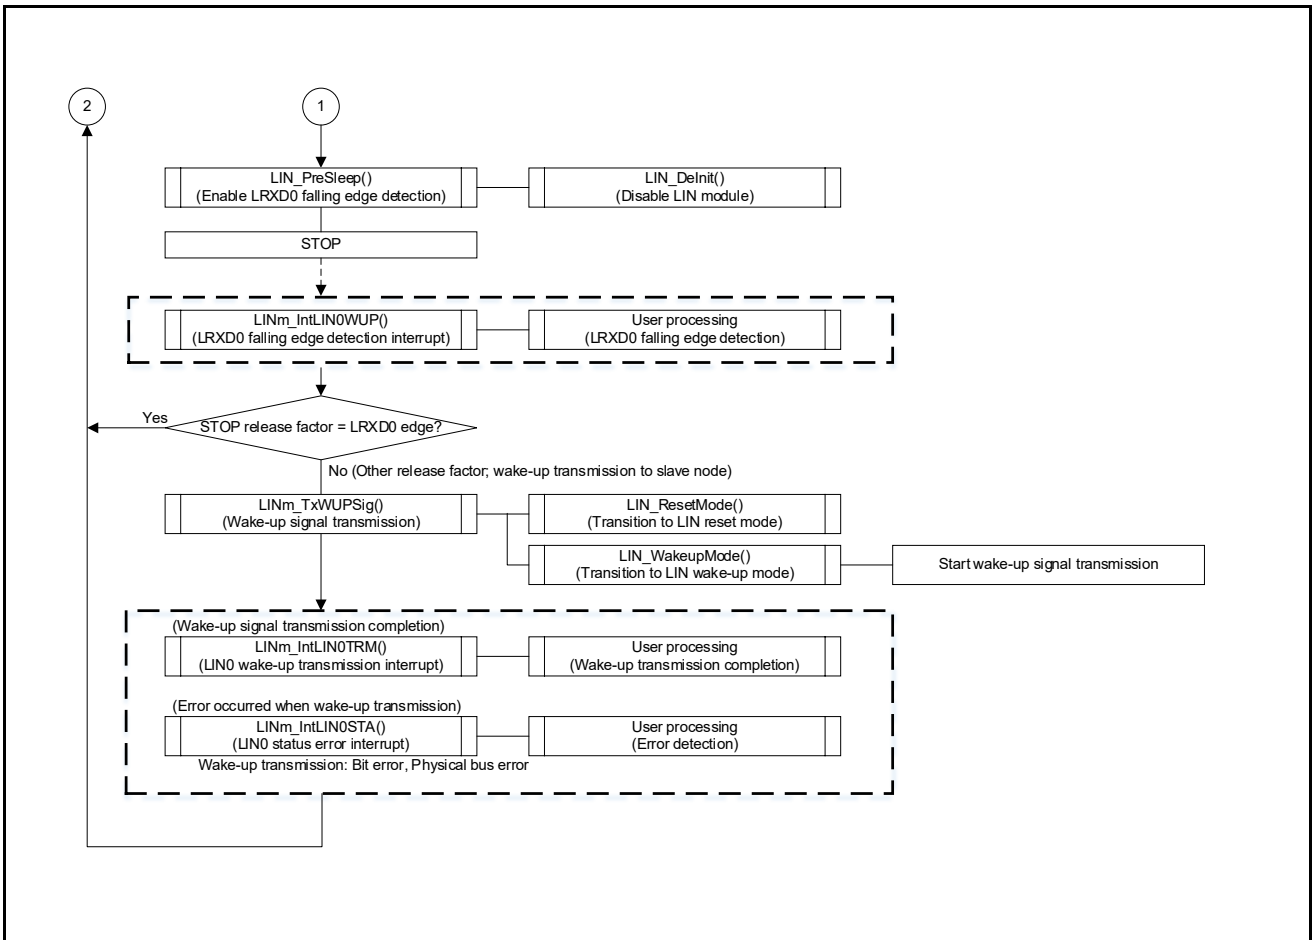 2
1
LIN_PreSleep()
(Enable LRXD0 falling edge detection)
LIN_DeInit()
(Disable LIN module)
STOP
LINm_IntLIN0WUP()
(LRXD0 falling edge detection interrupt)
User processing
(LRXD0 falling edge detection)
Yes
STOP release factor = LRXD0 edge?
No (Other release factor; wake-up transmission to slave node)
LINm_TxWUPSig()
(Wake-up signal transmission)
LIN_ResetMode()
(Transition to LIN reset mode)
LIN_WakeupMode()
(Transition to LIN wake-up mode)
Start wake-up signal transmission
(Wake-up signal transmission completion)
LINm_IntLIN0TRM()
(LIN0 wake-up transmission interrupt)
User processing
(Wake-up transmission completion)
(Error occurred when wake-up transmission)
LINm_IntLIN0STA()
(LIN0 status error interrupt)
User processing
(Error detection)
Wake-up transmission: Bit error, Physical bus error